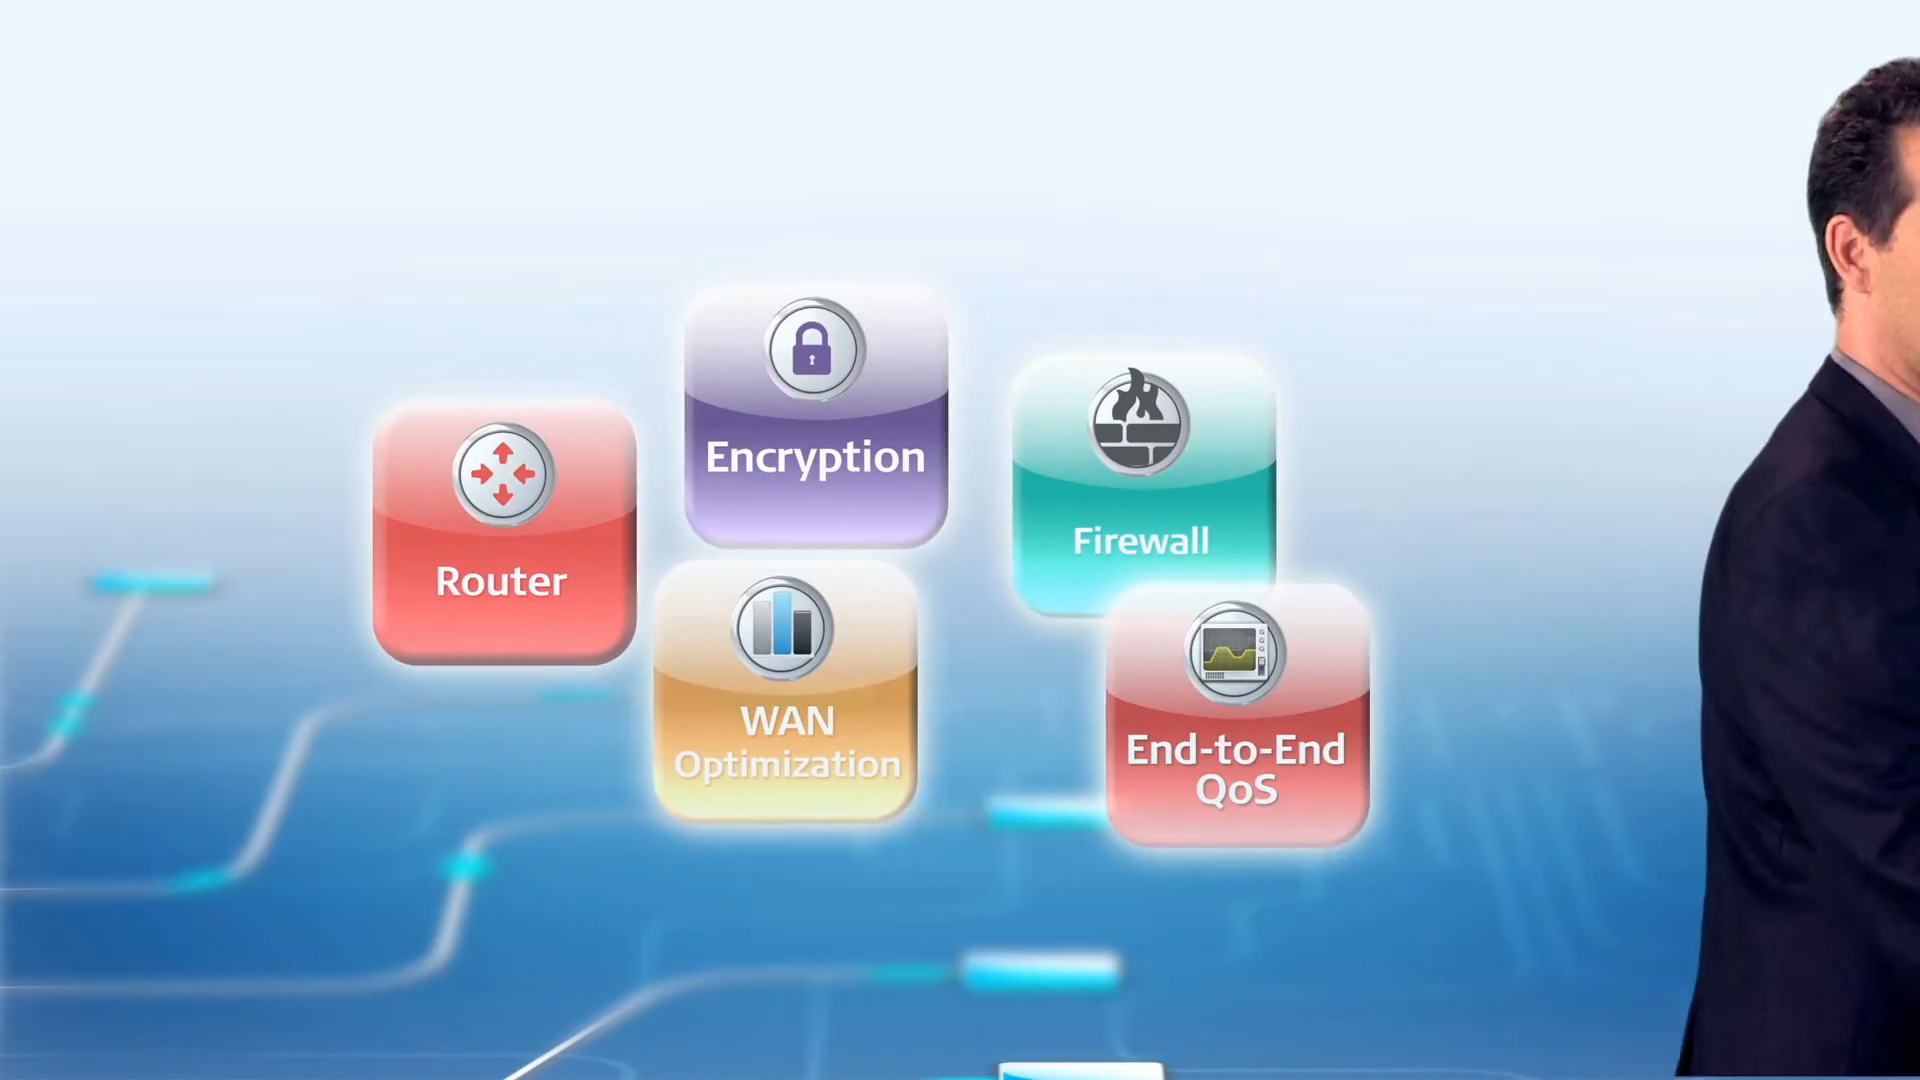 Encryption
Firewall
Router
WAN
Optimization
End-to-End
QoS